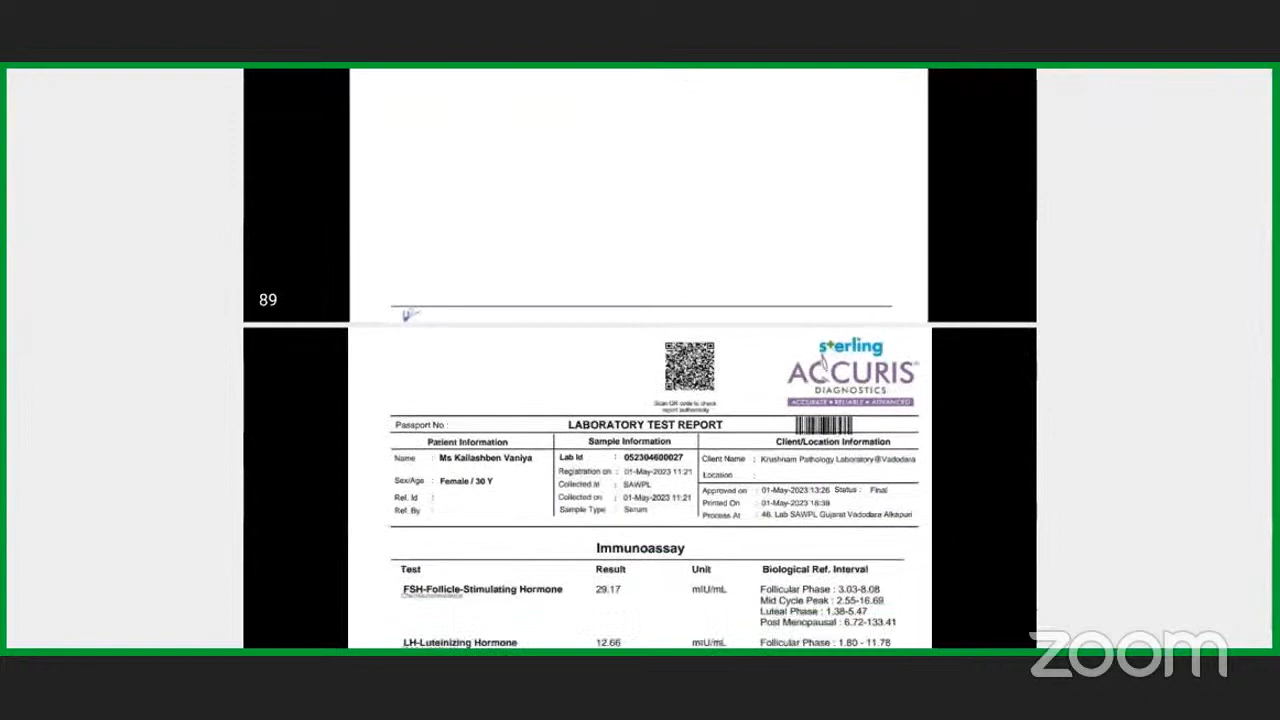 89
sterling
ACCURIS
DIAGNOSTICS
ACCURATE • RELIABLE • ADVANCED
Scan QR code to check
report authenticity
Passport No :
LABORATORY TEST REPORT
Patient Information
Sample Information
Client/Location Information
Name : Ms Kailashben Vaniya
Lab Id : 052304600027
Client Name : Krushnam Pathology Laboratory@Vadodara
Registration on : 01-May-2023 11:21
Location :
Sex/Age : Female / 30 Y
Collected at : SAWPL
Approved on : 01-May-2023 13:26 Status : Final
Ref. Id :
Collected on : 01-May-2023 11:21
Printed On : 01-May-2023 18:39
Ref. By :
Sample Type : Serum
Process At : 46. Lab SAWPL Gujarat Vadodara Alkapuri
Immunoassay
Test Result Unit Biological Ref. Interval
FSH-Follicle-Stimulating Hormone 29.17 mIU/mL Follicular Phase : 3.03-8.08
Mid Cycle Peak : 2.55-16.69
Luteal Phase : 1.38-5.47
Post Menopausal : 6.72-133.41
LH-Luteinizing Hormone 12.66 mIU/mL Follicular Phase : 1.80 - 11.78
zoom